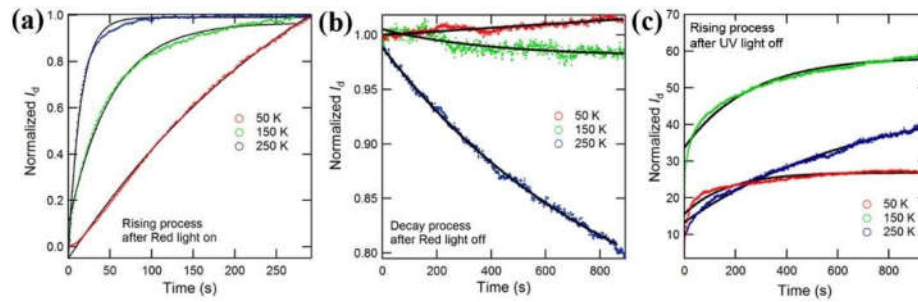 (a)
Normalized Id
1.0
0.8
0.6
0.4
0.2
0.0
50 K
150 K
250 K
Rising process
after Red light on
0 50 100 150 200 250
Time (s)
(b)
Normalized Id
1.00
0.95
0.90
0.85
0.80
50 K
150 K
250 K
Decay process
after Red light off
0 200 400 600 800
Time (s)
(c)
Normalized Id
70
60
50
40
30
20
10
0
Rising process
after UV light off
50 K
150 K
250 K
0 200 400 600 800
Time (s)